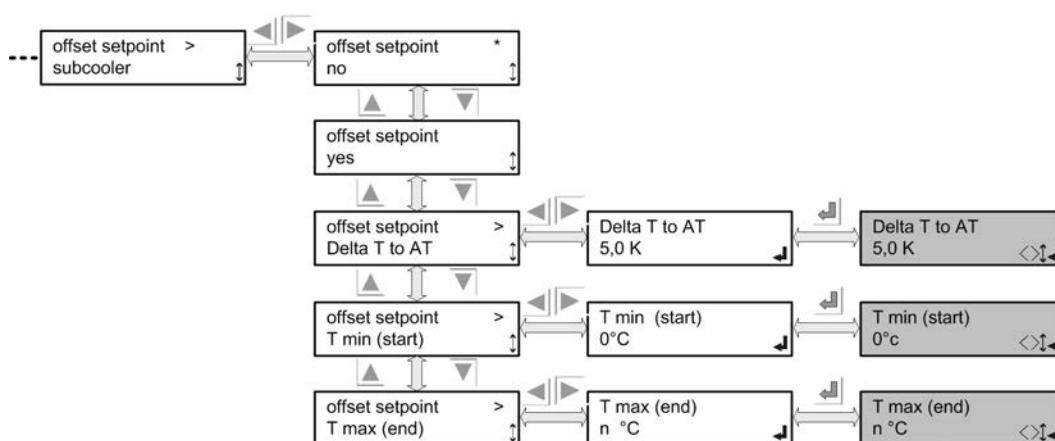 offset setpoint >
subcooler
offset setpoint *
no
offset setpoint
yes
offset setpoint >
Delta T to AT
Delta T to AT
5,0 K
Delta T to AT
5,0 K
offset setpoint >
T min (start)
T min (start)
0°C
T min (start)
0°c
offset setpoint >
T max (end)
T max (end)
n °C
T max (end)
n °C